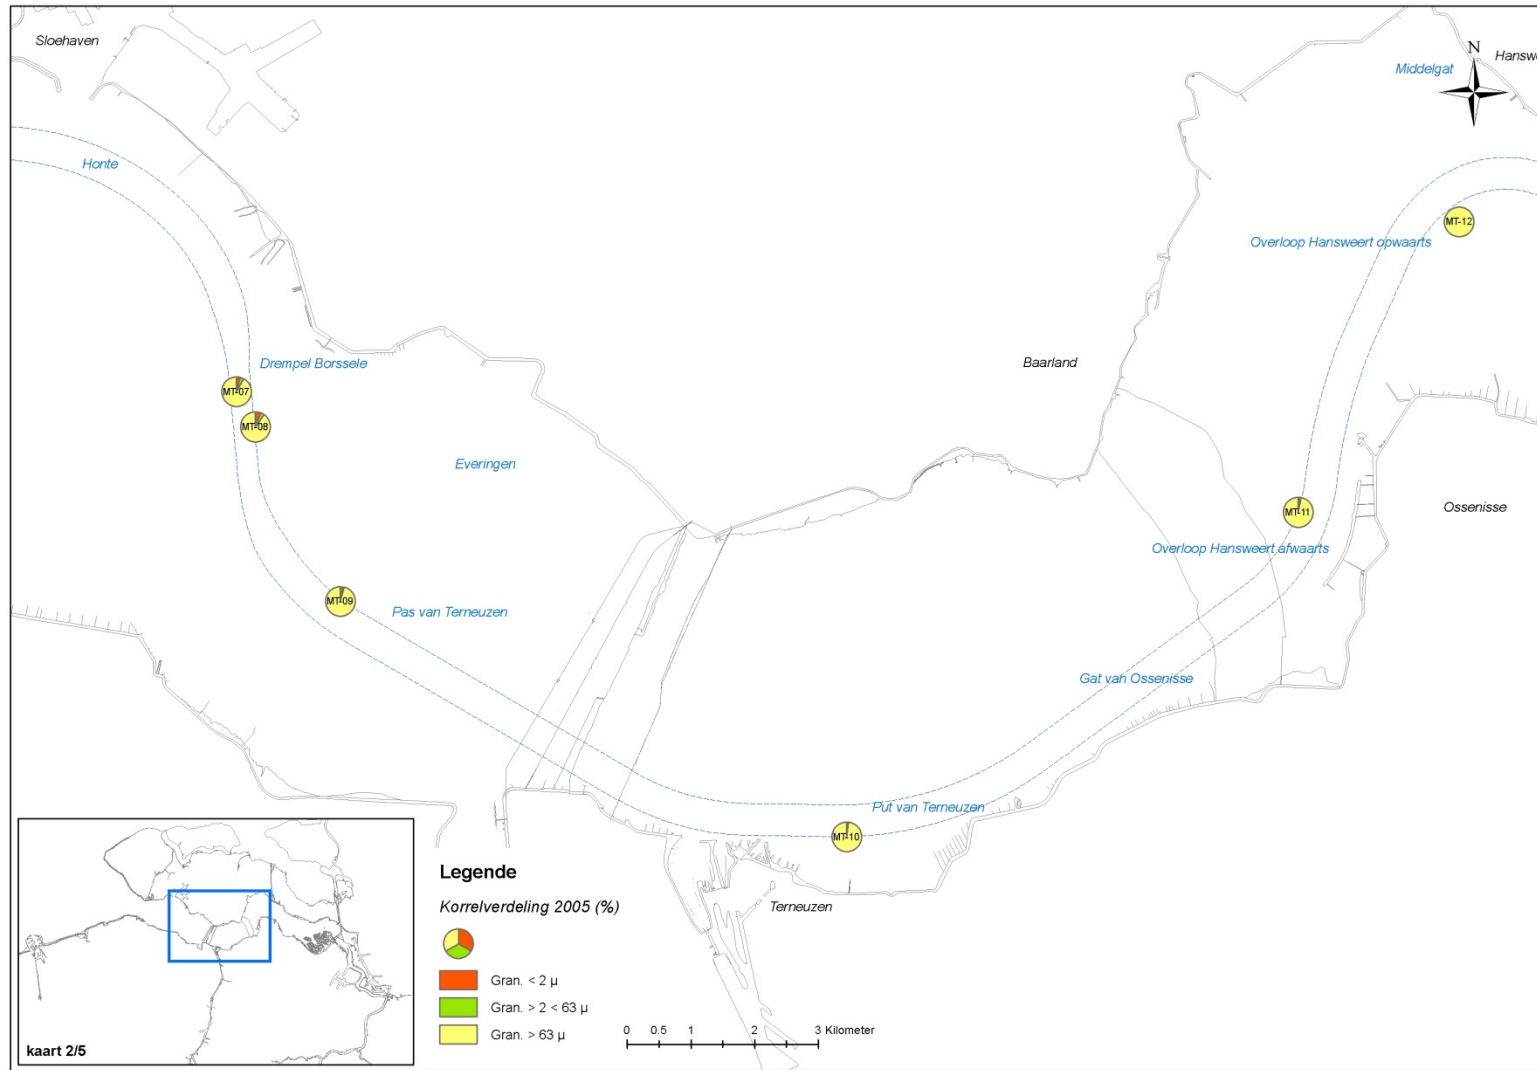 Sloehaven
N
Middelgat
Hansw
Honte
MT-12
Overloop Hansweert opwaarts
Drempel Borssele
Baarland
MT-07
MT-08
Everingen
Ossenisse
MT-11
Overloop Hansweert afwaarts
MT-09
Pas van Terneuzen
Gat van Ossenisse
Put van Terneuzen
MT-10
Terneuzen
Legende
Korrelverdeling 2005 (%)
Gran. < 2 µ
Gran. > 2 < 63 µ
Gran. > 63 µ
0 0.5 1 2 3 Kilometer
kaart 2/5